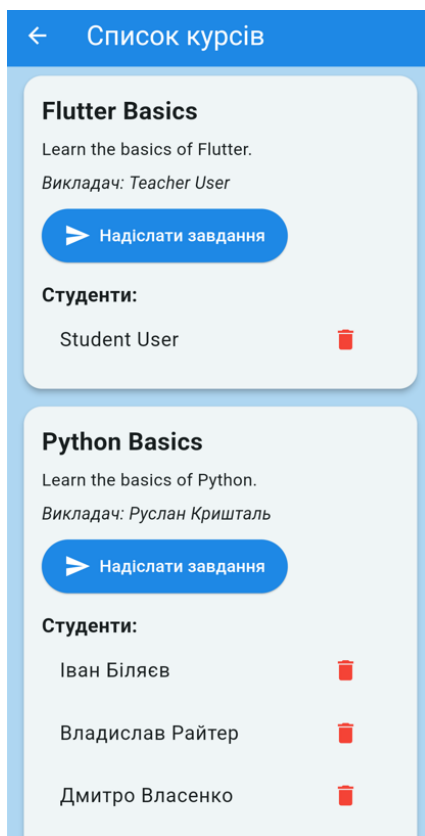 Список курсів
Flutter Basics
Learn the basics of Flutter.
Викладач: Teacher User
Надіслати завдання
Студенти:
Student User
Python Basics
Learn the basics of Python.
Викладач: Руслан Кришталь
Надіслати завдання
Студенти:
Іван Біляєв
Владислав Райтер
Дмитро Власенко